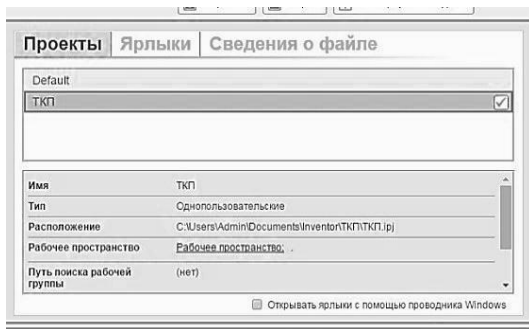 Проекты Ярлыки Сведения о файле
Default
ТКП
Имя ТКП
Тип Однопользовательские
Расположение C:\Users\Admin\Documents\Inventor\ТКП\ТКП.ipj
Рабочее пространство Рабочее пространство: .
Путь поиска рабочей группы (нет)
Открывать ярлыки с помощью проводника Windows